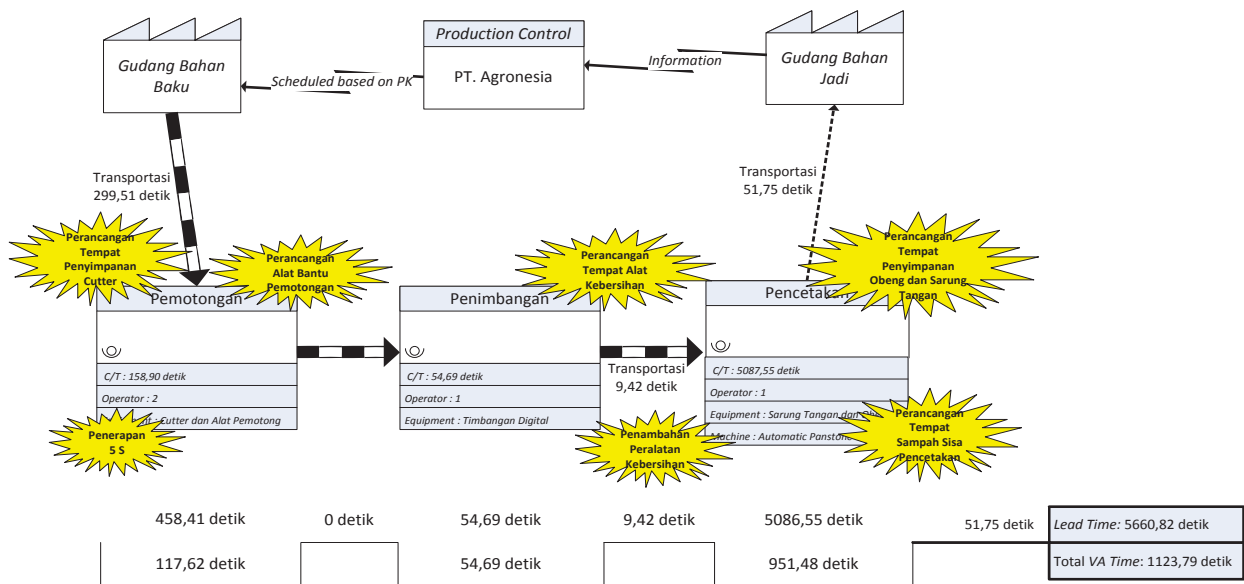 Gudang Bahan
Baku
Scheduled based on PK
Production Control
PT. Agronesia
Information
Gudang Bahan
Jadi
Transportasi
299,51 detik
Transportasi
51,75 detik
Perancangan
Tempat
Penyimpanan
Cutter
Perancangan
Alat Bantu
Pemotongan
Perancangan
Tempat Alat
Kebersihan
Perancangan
Tempat
Penyimpanan
Obeng dan Sarung
Tangan
Pemotongan
C/T : 158,90 detik
Operator : 2
: Cutter dan Alat Pemotong
Penerapan
5 S
Penimbangan
C/T : 54,69 detik
Operator : 1
Equipment : Timbangan Digital
Transportasi
9,42 detik
Penambahan
Peralatan
Kebersihan
Pencetakan
C/T : 5087,55 detik
Operator : 1
Equipment : Sarung Tangan dan
Machine : Automatic
Perancangan
Tempat
Sampah Sisa
Pencetakan
458,41 detik 0 detik 54,69 detik 9,42 detik 5086,55 detik 51,75 detik Lead Time: 5660,82 detik
117,62 detik 54,69 detik 951,48 detik Total VA Time: 1123,79 detik